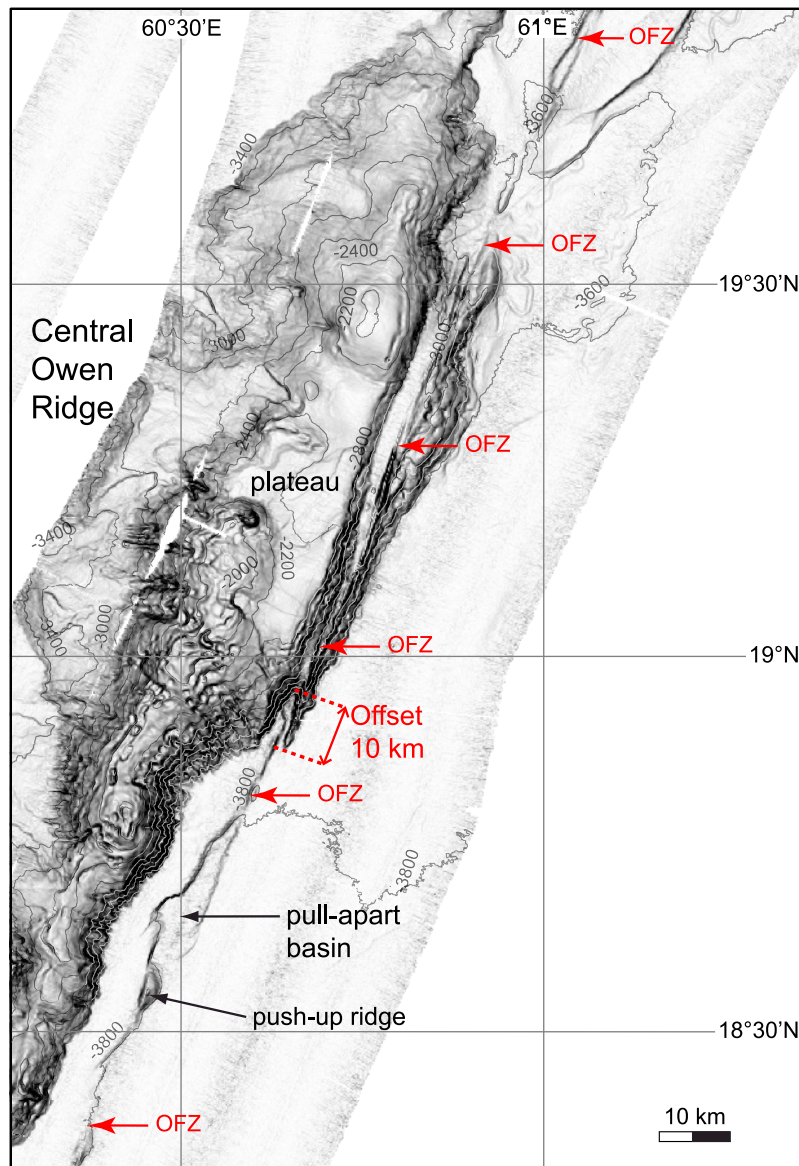 60°30'E
61°E
OFZ
-3600
-3400
OFZ
-2400
-3600
19°30'N
-2200
3000
Central
Owen
Ridge
3000
2400
OFZ
2800
plateau
-3400
-2200
-2000
3400
3000
OFZ
19°N
Offset
10 km
-3800
OFZ
3800
pull-apart
basin
push-up ridge
-3800
18°30'N
OFZ
10 km